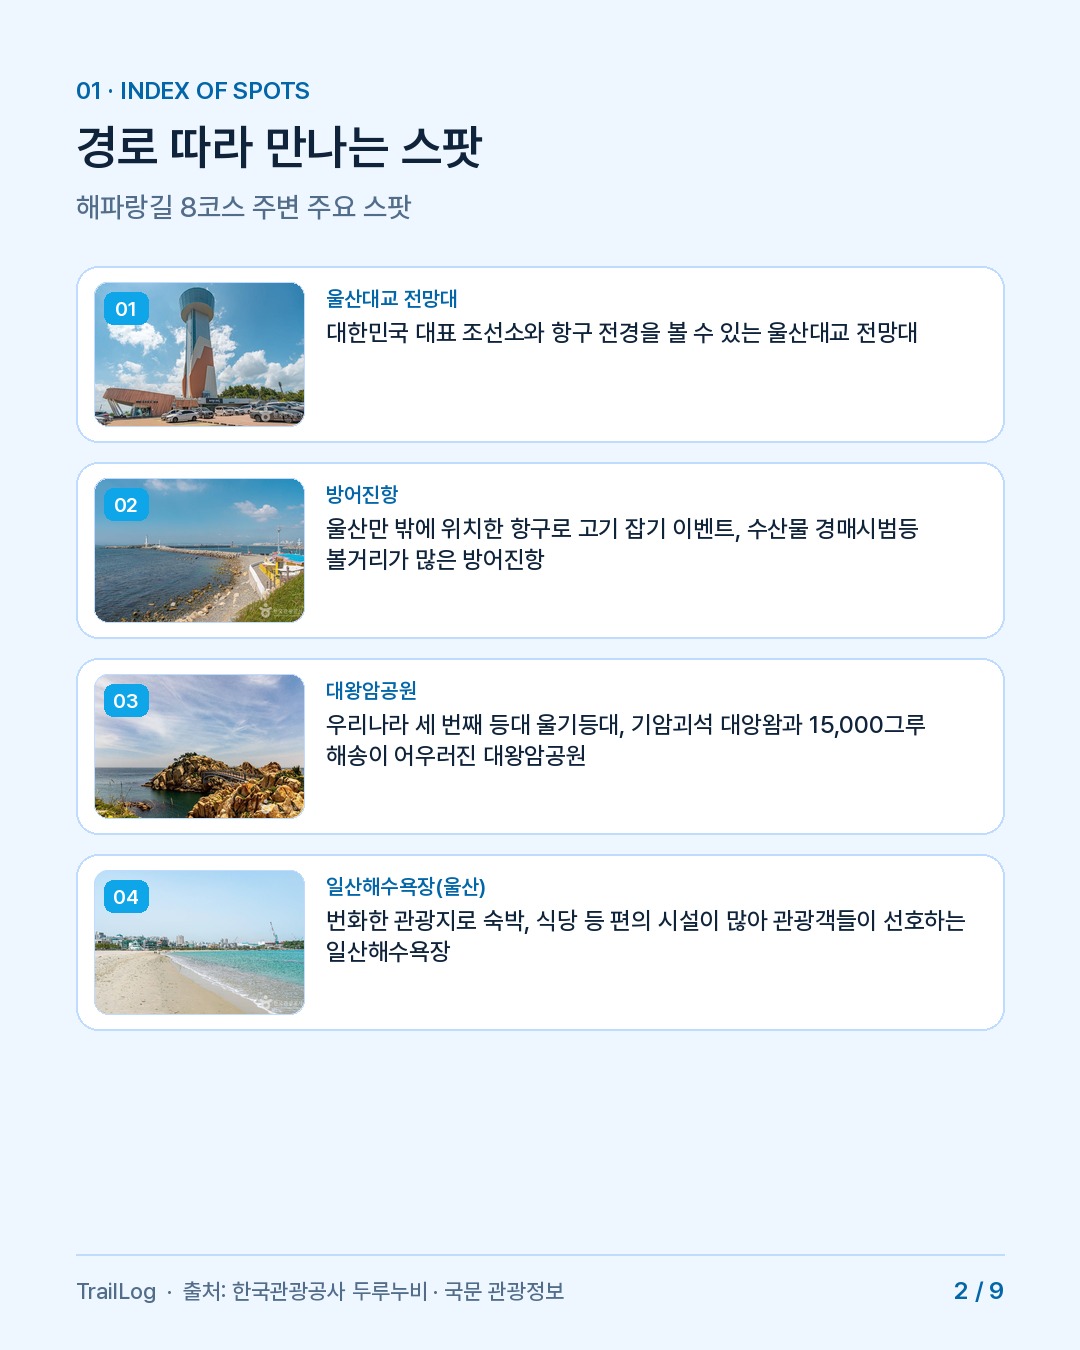 01 · INDEX OF SPOTS
경로 따라 만나는 스팟
해파랑길 8코스 주변 주요 스팟
01
울산대교 전망대
대한민국 대표 조선소와 항구 전경을 볼 수 있는 울산대교 전망대
02
방어진항
울산만 밖에 위치한 항구로 고기 잡기 이벤트, 수산물 경매시범등
볼거리가 많은 방어진항
03
대왕암공원
우리나라 세 번째 등대 울기등대, 기암괴석 대앙왐과 15,000그루
해송이 어우러진 대왕암공원
04
일산해수욕장(울산)
번화한 관광지로 숙박, 식당 등 편의 시설이 많아 관광객들이 선호하는
일산해수욕장
TrailLog · 출처: 한국관광공사 두루누비 · 국문 관광정보
2 / 9